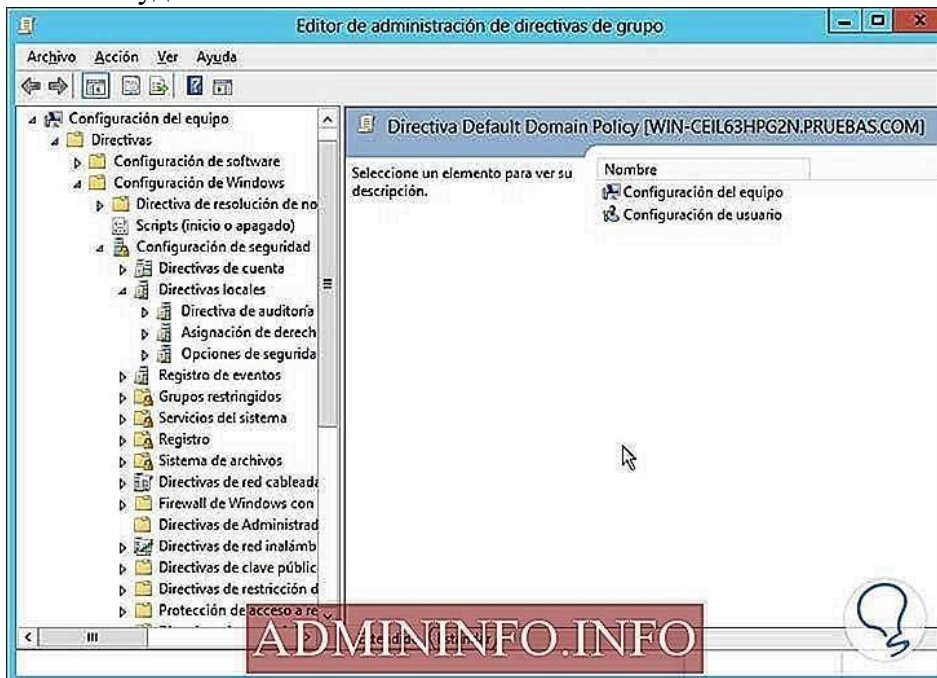 Editor de administración de directivas de grupo
Archivo Acción Ver Ayuda
Configuración del equipo
Directivas
Configuración de software
Configuración de Windows
Directiva de resolución de no
Scripts (inicio o apagado)
Configuración de seguridad
Directivas de cuenta
Directivas locales
Directiva de auditoría
Asignación de derech
Opciones de segurida
Registro de eventos
Grupos restringidos
Servicios del sistema
Registro
Sistema de archivos
Directivas de red cablead
Firewall de Windows con
Directivas de Administrad
Directivas de red inalámb
Directivas de clave públic
Directivas de restricción d
Protección de acceso a re
Directiva Default Domain Policy [WIN-CEIL63HPG2N.PRUEBAS.COM]
Seleccione un elemento para ver su
descripción.
Nombre
Configuración del equipo
Configuración de usuario
ADMININFO.INFO